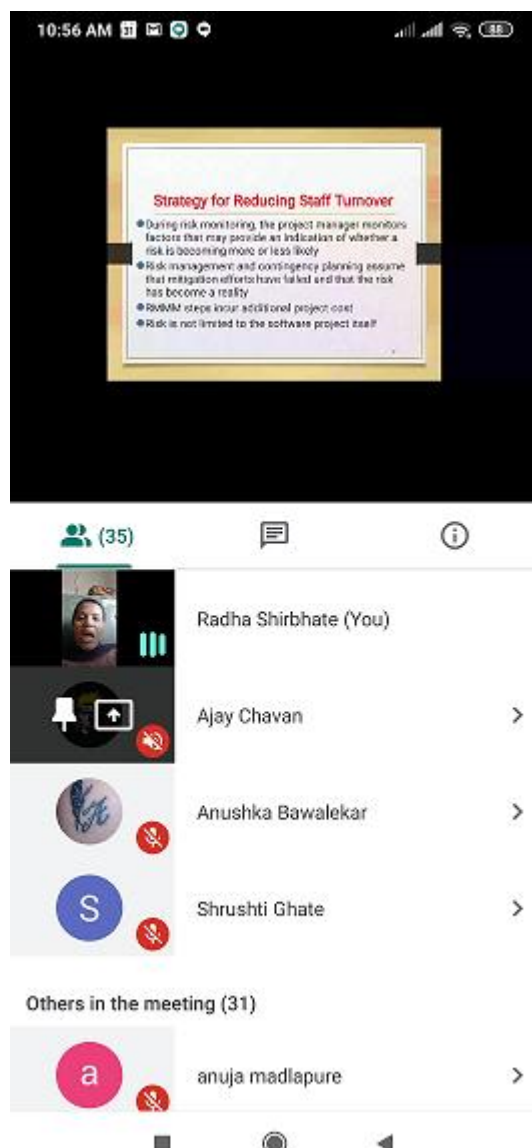 10:56 AM
31
88
Strategy for Reducing Staff Turnover
During risk monitoring, the project manager monitors
factors that may provide an indication of whether a
risk is becoming more or less likely
Risk management and contingency planning assume
that mitigation efforts have failed and that the risk
has become a reality
RMMM steps incur additional project cost
Risk is not limited to the software project itself
(35)
Radha Shirbhate (You)
Ajay Chavan
Anushka Bawalekar
S
Shrushti Ghate
Others in the meeting (31)
a
anuja madlapure